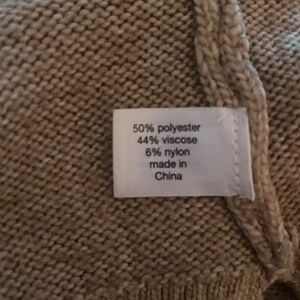 50% polyester
44% viscose
6% nylon
made in
China